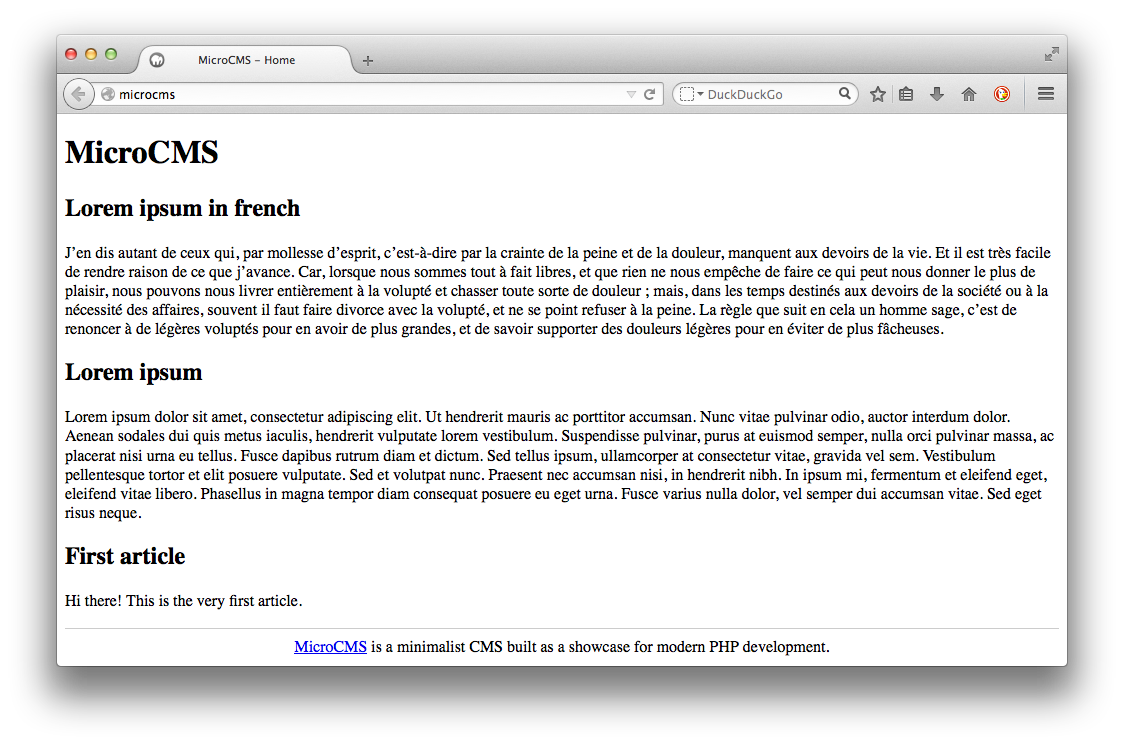 MicroCMS – Home
microcms
DuckDuckGo
MicroCMS
Lorem ipsum in french
J’en dis autant de ceux qui, par mollesse d’esprit, c’est-à-dire par la crainte de la peine et de la douleur, manquent aux devoirs de la vie. Et il est très facile
de rendre raison de ce que j’avance. Car, lorsque nous sommes tout à fait libres, et que rien ne nous empêche de faire ce qui peut nous donner le plus de
plaisir, nous pouvons nous livrer entièrement à la volupté et chasser toute sorte de douleur ; mais, dans les temps destinés aux devoirs de la société ou à la
nécessité des affaires, souvent il faut faire divorce avec la volupté, et ne se point refuser à la peine. La règle que suit en cela un homme sage, c’est de
renoncer à de légères voluptés pour en avoir de plus grandes, et de savoir supporter des douleurs légères pour en éviter de plus fâcheuses.
Lorem ipsum
Lorem ipsum dolor sit amet, consectetur adipiscing elit. Ut hendrerit mauris ac porttitor accumsan. Nunc vitae pulvinar odio, auctor interdum dolor.
Aenean sodales dui quis metus iaculis, hendrerit vulputate lorem vestibulum. Suspendisse pulvinar, purus at euismod semper, nulla orci pulvinar massa, ac
placerat nisi urna eu tellus. Fusce dapibus rutrum diam et dictum. Sed tellus ipsum, ullamcorper at consectetur vitae, gravida vel sem. Vestibulum
pellentesque tortor et elit posuere vulputate. Sed et volutpat nunc. Praesent nec accumsan nisi, in hendrerit nibh. In ipsum mi, fermentum et eleifend eget,
eleifend vitae libero. Phasellus in magna tempor diam consequat posuere eu eget urna. Fusce varius nulla dolor, vel semper dui accumsan vitae. Sed eget
risus neque.
First article
Hi there! This is the very first article.
MicroCMS is a minimalist CMS built as a showcase for modern PHP development.